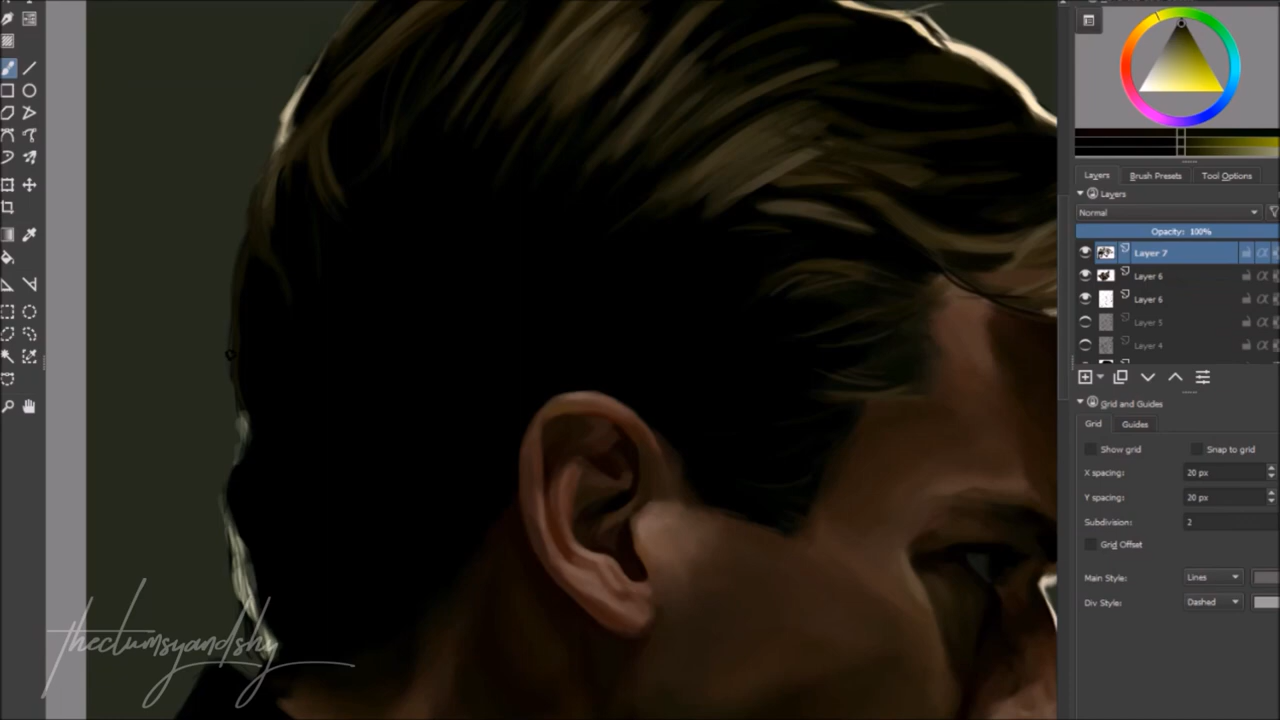 Layers
Brush Presets
Tool Options
Layers
Normal
Opacity: 100%
Layer 7
Layer 6
Layer 6
Layer 5
Layer 4
Grid and Guides
Grid
Guides
Show grid
Snap to grid
X spacing:
20 px
Y spacing:
20 px
Subdivision:
2
Grid Offset
Main Style:
Lines
Div Style:
Dashed
theclumsyandshy